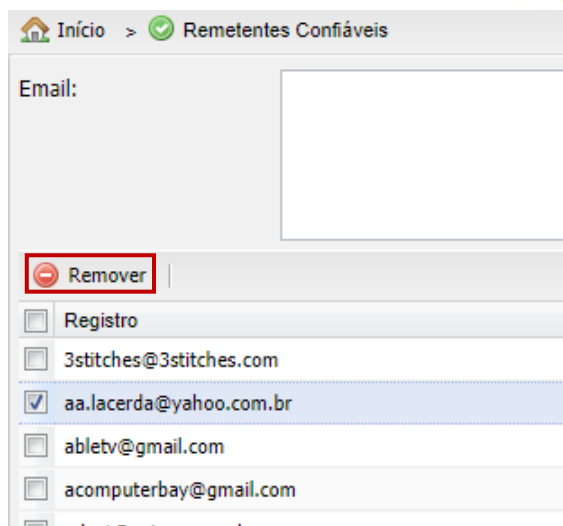 Início > Remetentes Confiáveis
Email:
Remover
Registro
3stitches@3stitches.com
aa.lacerda@yahoo.com.br
abletv@gmail.com
acomputerbay@gmail.com